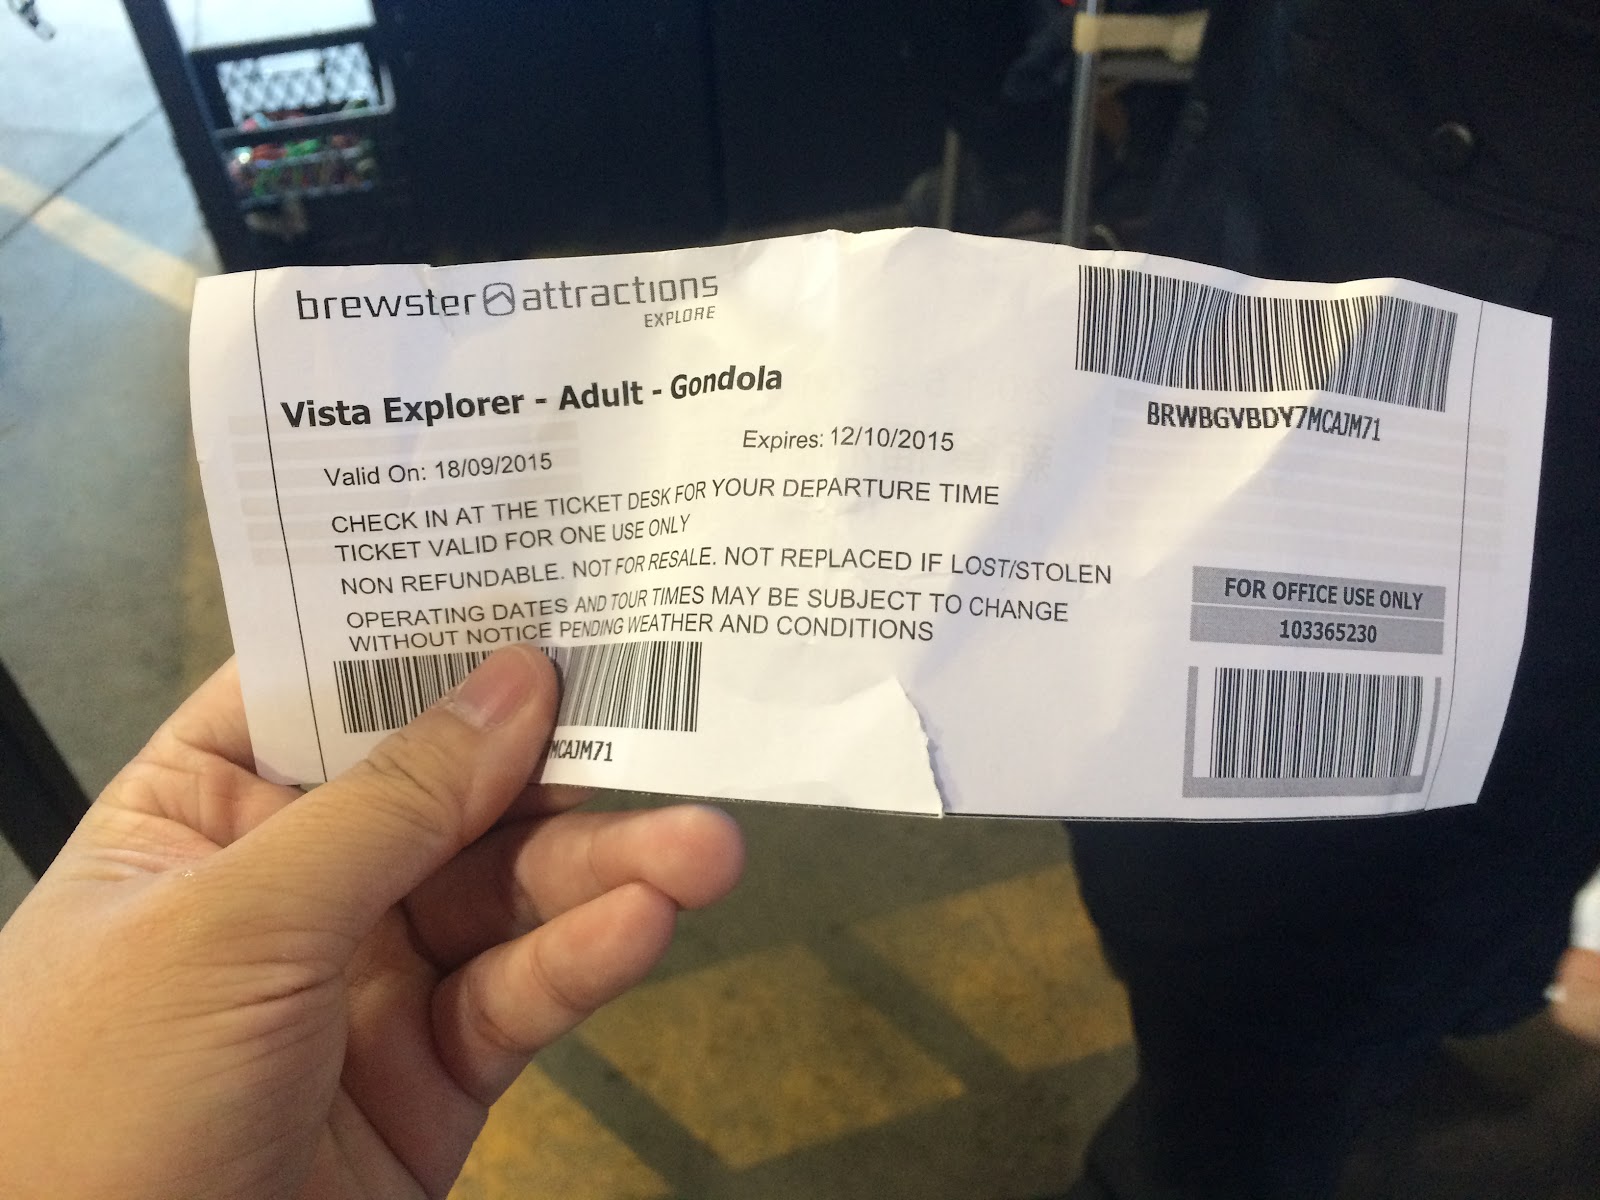 brewster attractions
EXPLORE
Vista Explorer - Adult - Gondola
Valid On: 18/09/2015
Expires: 12/10/2015
CHECK IN AT THE TICKET DESK FOR YOUR DEPARTURE TIME
TICKET VALID FOR ONE USE ONLY
NON REFUNDABLE. NOT FOR RESALE. NOT REPLACED IF LOST/STOLEN
OPERATING DATES AND TOUR TIMES MAY BE SUBJECT TO CHANGE
WITHOUT NOTICE PENDING WEATHER AND CONDITIONS
MCAJM71
BRWBGVBDY7MCAJM71
FOR OFFICE USE ONLY
103365230